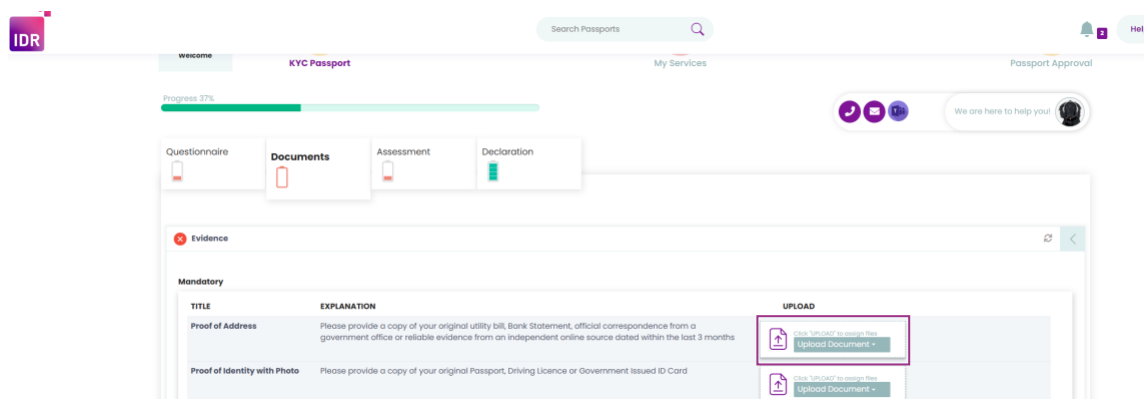 IDR
Search Passports
2
Hel
Welcome
KYC Passport
My Services
Passport Approval
Progress 37%
We are here to help you!
Questionnaire
Documents
Assessment
Declaration
Evidence
Mandatory
TITLE EXPLANATION UPLOAD
Proof of Address
Please provide a copy of your original utility bill, Bank Statement, official correspondence from a
government office or reliable evidence from an independent online source dated within the last 3 months
Click "UPLOAD" to assign files
Upload Document
Proof of Identity with Photo
Please provide a copy of your original Passport, Driving Licence or Government Issued ID Card
Click "UPLOAD" to assign files
Upload Document